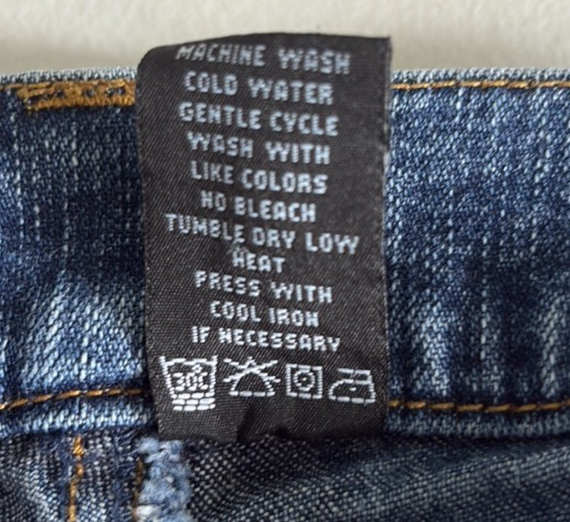 MACHINE WASH
COLD WATER
GENTLE CYCLE
WASH WITH
LIKE COLORS
NO BLEACH
TUMBLE DRY LOW
HEAT
PRESS WITH
COOL IRON
IF NECESSARY
30C